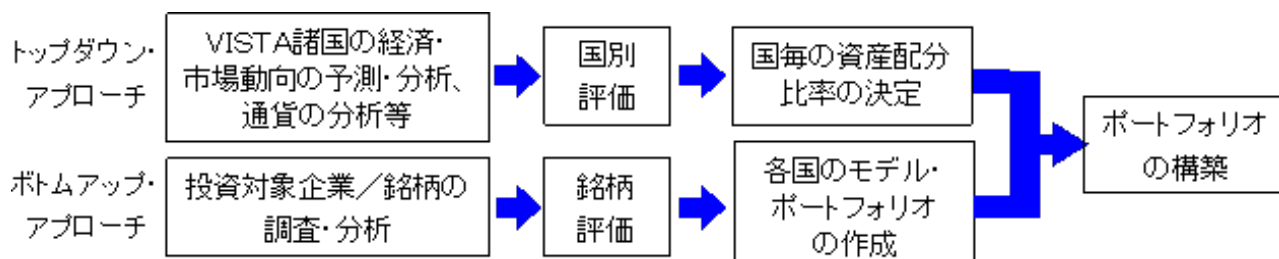 トップダウン・
アプローチ
VISTA諸国の経済・
市場動向の予測・分析、
通貨の分析等
国別
評価
国毎の資産配分
比率の決定
ポートフォリオ
の構築
ボトムアップ・
アプローチ
投資対象企業／銘柄の
調査・分析
銘柄
評価
各国のモデル・
ポートフォリオ
の作成